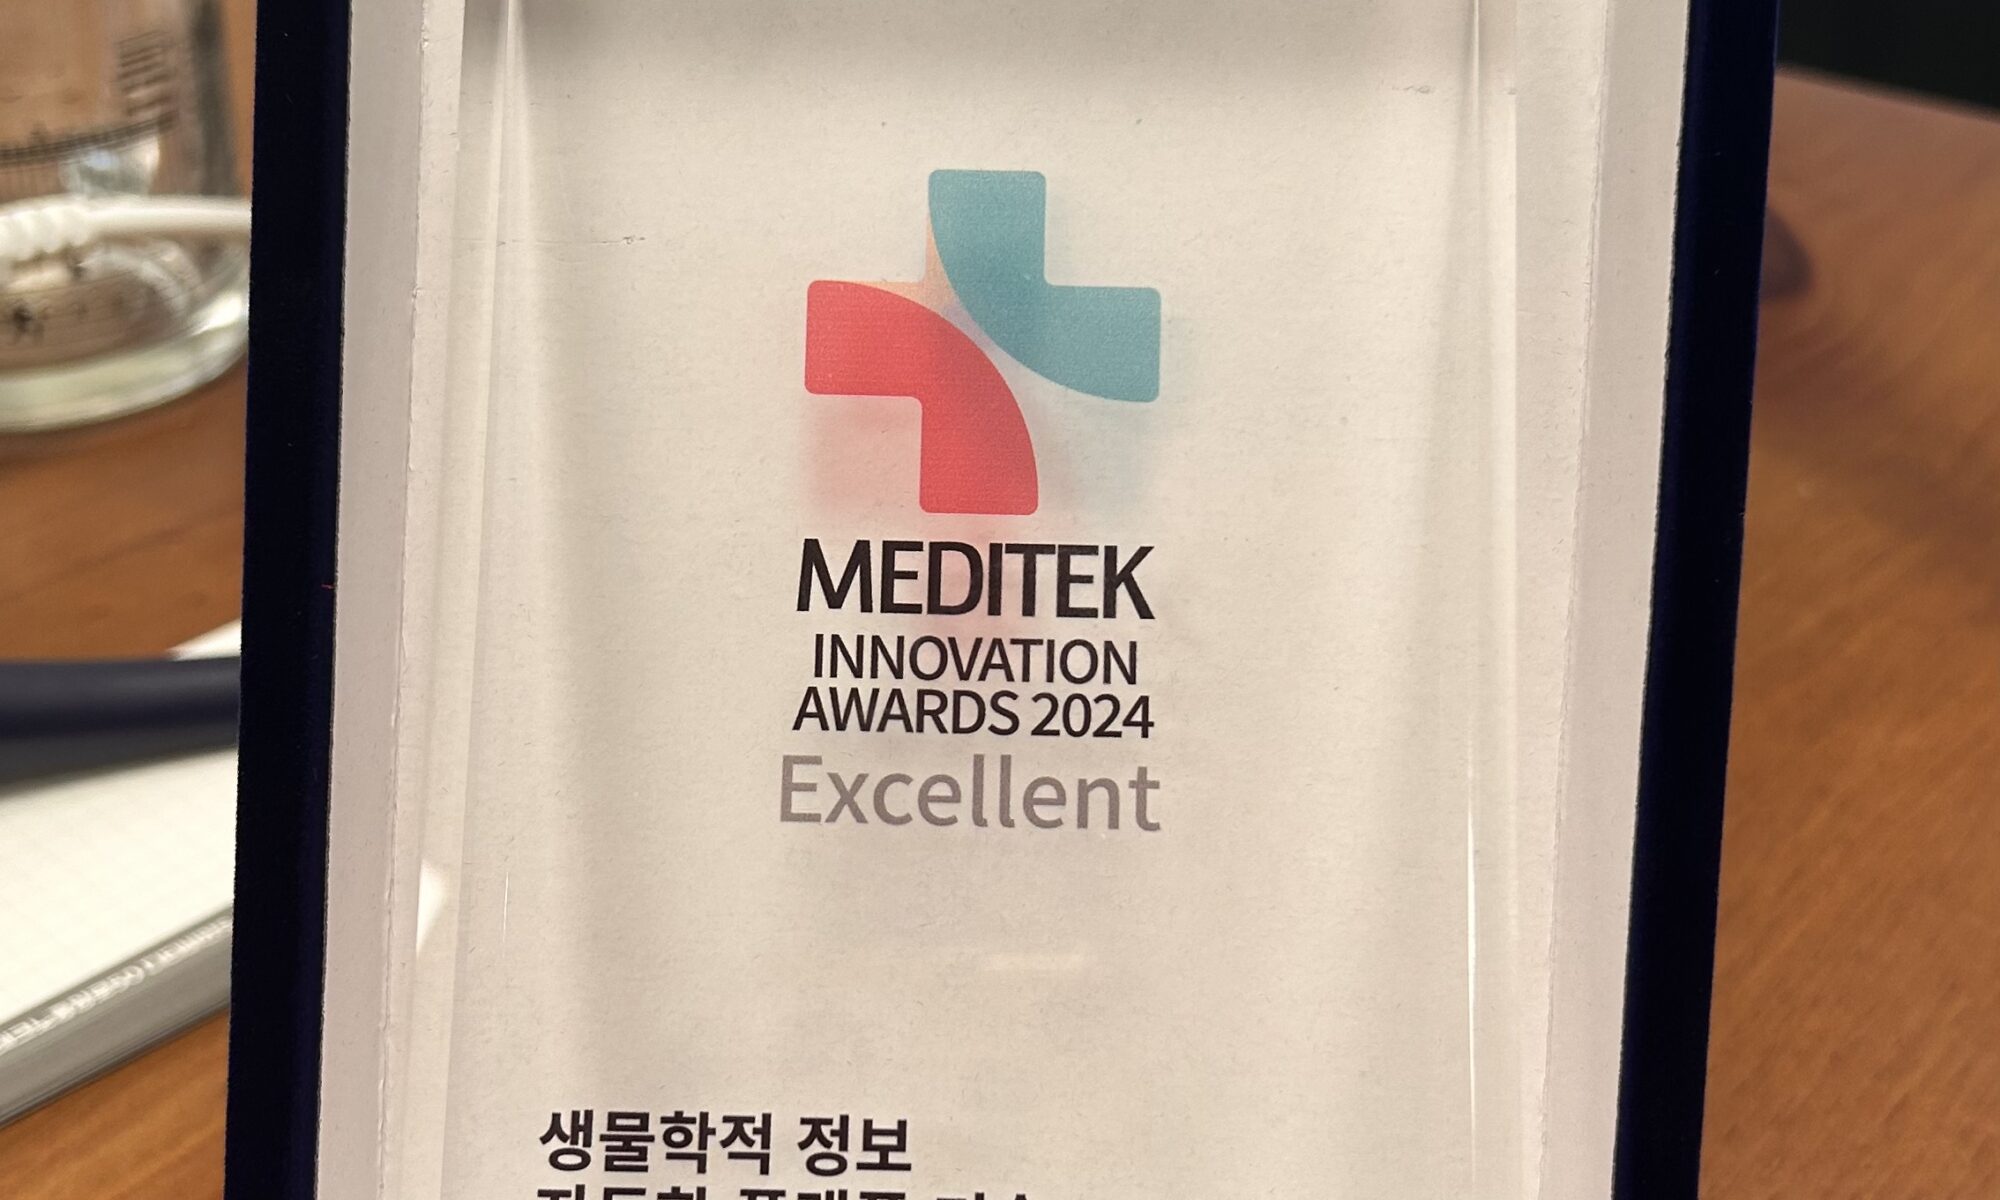 MEDITEK
INNOVATION
AWARDS 2024
Excellent
생물학적 정보